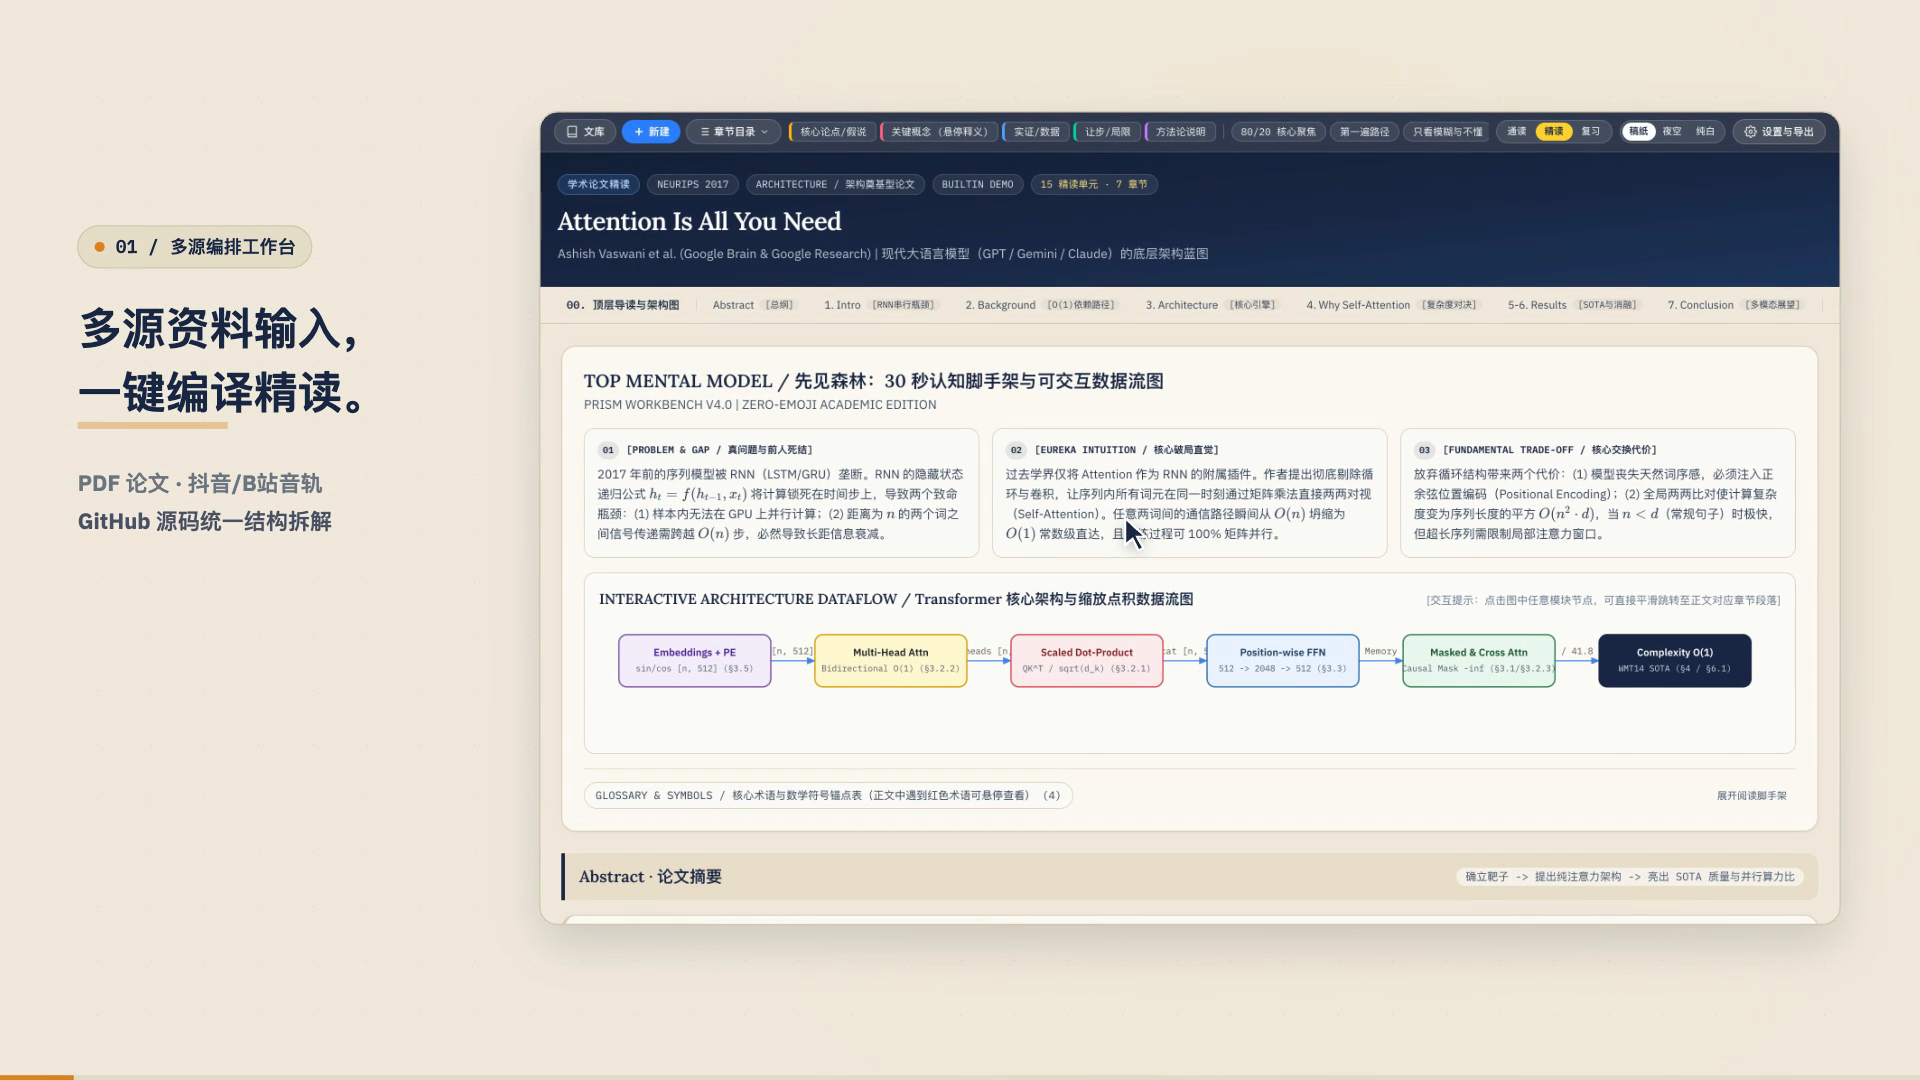 01 / 多源编排工作台
多源资料输入，
一键编译精读。
PDF 论文 · 抖音/B站音轨
GitHub 源码统一结构拆解
文库
+ 新建
章节目录
核心论点/假说
关键概念 (悬停释义)
实证/数据
让步/局限
方法论说明
80/20 核心聚焦
第一遍路径
只看模糊与不懂
通读
精读
复习
稿纸
夜空
纯白
设置与导出
学术论文精读
NEURIPS 2017
ARCHITECTURE / 架构奠基型论文
BUILTIN DEMO
15 精读单元 · 7 章节
Attention Is All You Need
Ashish Vaswani et al. (Google Brain & Google Research) | 现代大语言模型（GPT / Gemini / Claude）的底层架构蓝图
00. 顶层导读与架构图
Abstract [总纲]
1. Intro [RNN串行瓶颈]
2. Background [O(1)依赖路径]
3. Architecture [核心引擎]
4. Why Self-Attention [复杂度对决]
5-6. Results [SOTA与消融]
7. Conclusion [多模态展望]
TOP MENTAL MODEL / 先见森林：30 秒认知脚手架与可交互数据流图
PRISM WORKBENCH V4.0 | ZERO-EMOJI ACADEMIC EDITION
01 [PROBLEM & GAP / 真问题与前人死结]
2017 年前的序列模型被 RNN（LSTM/GRU）垄断。RNN 的隐藏状态
递归公式 h_t = f(h_{t−1}, x_t) 将计算锁死在时间步上，导致两个致命
瓶颈：(1) 样本内无法在 GPU 上并行计算；(2) 距离为 n 的两个词之
间信号传递需跨越 O(n) 步，必然导致长距信息衰减。
02 [EUREKA INTUITION / 核心破局直觉]
过去学界仅将 Attention 作为 RNN 的附属插件。作者提出彻底剔除循
环与卷积，让序列内所有词元在同一时刻通过矩阵乘法直接两两对视
（Self-Attention）。任意两词间的通信路径瞬间从 O(n) 坍缩为
O(1) 常数级直达，且 过程可 100% 矩阵并行。
03 [FUNDAMENTAL TRADE-OFF / 核心交换代价]
放弃循环结构带来两个代价：(1) 模型丧失天然词序感，必须注入正
余弦位置编码（Positional Encoding）；(2) 全局两两比对使计算复杂
度变为序列长度的平方 O(n² · d)，当 n < d（常规句子）时极快，
但超长序列需限制局部注意力窗口。
INTERACTIVE ARCHITECTURE DATAFLOW / Transformer 核心架构与缩放点积数据流图
[交互提示：点击图中任意模块节点，可直接平滑跳转至正文对应章节段落]
Embeddings + PE
sin/cos [n, 512] (§3.5)
[n, 512]
Multi-Head Attn
Bidirectional O(1) (§3.2.2)
heads [n,
Scaled Dot-Product
QK^T / sqrt(d_k) (§3.2.1)
cat [n, 5
Position-wise FFN
512 -> 2048 -> 512 (§3.3)
Memory
Masked & Cross Attn
Causal Mask -inf (§3.1/§3.2.3)
/ 41.8
Complexity O(1)
WMT14 SOTA (§4 / §6.1)
GLOSSARY & SYMBOLS / 核心术语与数学符号锚点表（正文中遇到红色术语可悬停查看） (4)
展开阅读脚手架
Abstract · 论文摘要
确立靶子 -> 提出纯注意力架构 -> 亮出 SOTA 质量与并行算力比